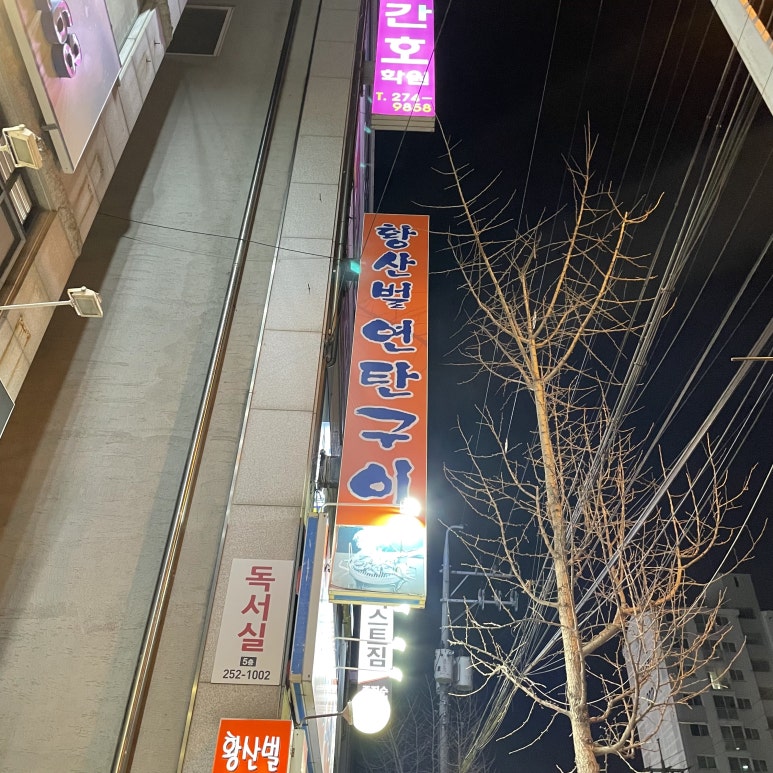 간호
학원
T. 274-
9858
황산벌 연탄구이
스트짐
독서실
5층
252-1002
황산벌